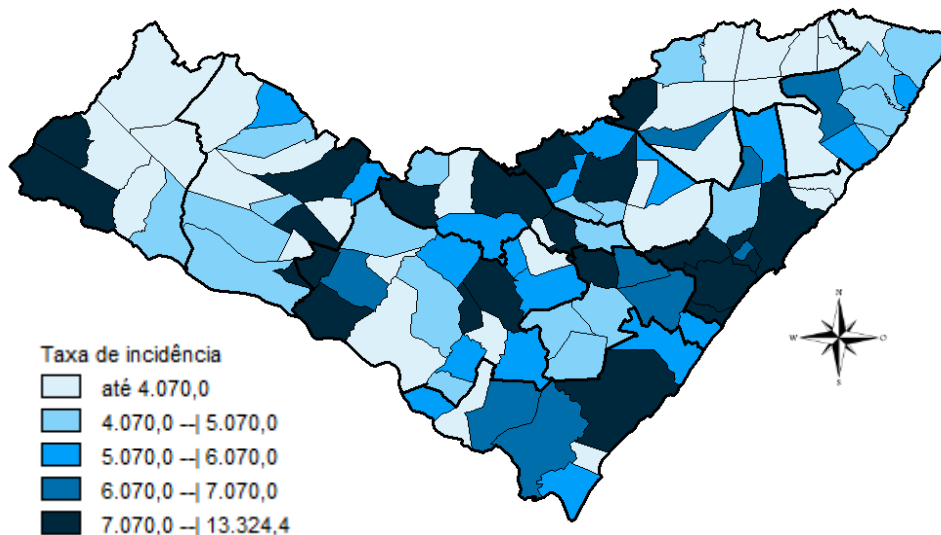 N
W
O
S
Taxa de incidência
até 4.070,0
4.070,0 --| 5.070,0
5.070,0 --| 6.070,0
6.070,0 --| 7.070,0
7.070,0 --| 13.324,4